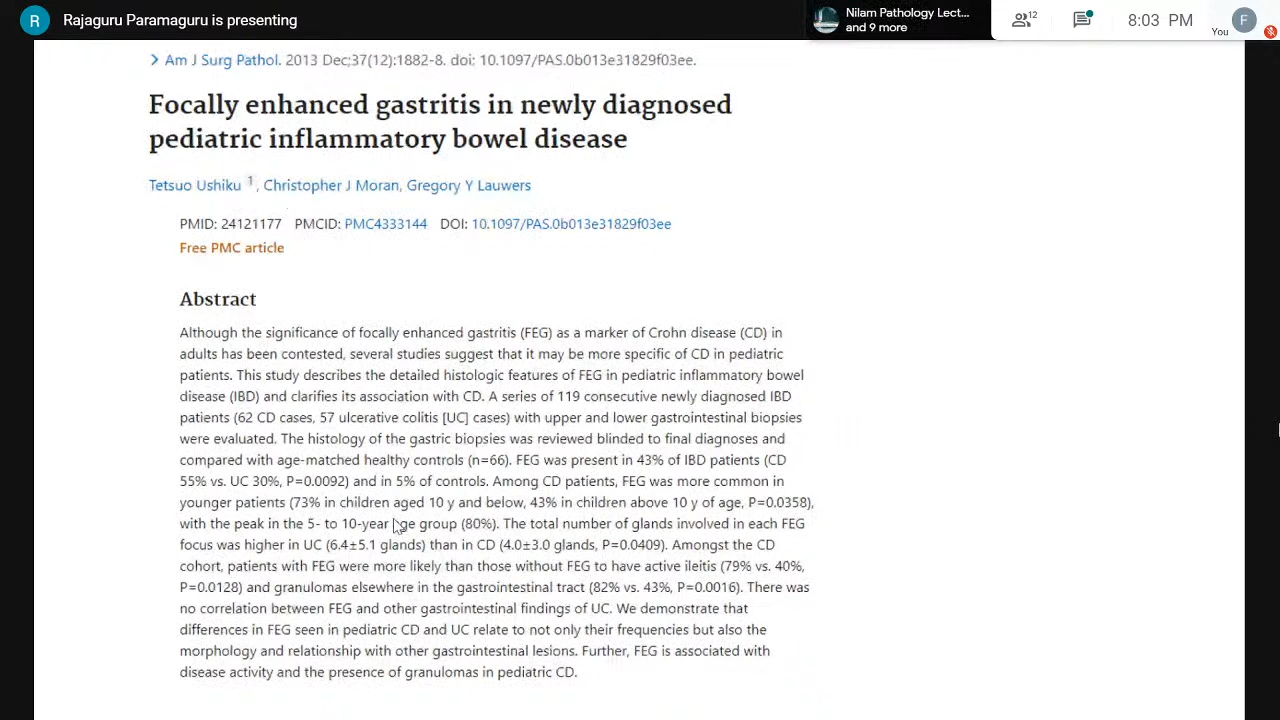 R Rajaguru Paramaguru is presenting
Nilam Pathology Lect...
and 9 more
12
8:03 PM
You
F
> Am J Surg Pathol. 2013 Dec;37(12):1882-8. doi: 10.1097/PAS.0b013e31829f03ee.
Focally enhanced gastritis in newly diagnosed
pediatric inflammatory bowel disease
Tetsuo Ushiku 1, Christopher J Moran, Gregory Y Lauwers
PMID: 24121177 PMCID: PMC4333144 DOI: 10.1097/PAS.0b013e31829f03ee
Free PMC article
Abstract
Although the significance of focally enhanced gastritis (FEG) as a marker of Crohn disease (CD) in
adults has been contested, several studies suggest that it may be more specific of CD in pediatric
patients. This study describes the detailed histologic features of FEG in pediatric inflammatory bowel
disease (IBD) and clarifies its association with CD. A series of 119 consecutive newly diagnosed IBD
patients (62 CD cases, 57 ulcerative colitis [UC] cases) with upper and lower gastrointestinal biopsies
were evaluated. The histology of the gastric biopsies was reviewed blinded to final diagnoses and
compared with age-matched healthy controls (n=66). FEG was present in 43% of IBD patients (CD
55% vs. UC 30%, P=0.0092) and in 5% of controls. Among CD patients, FEG was more common in
younger patients (73% in children aged 10 y and below, 43% in children above 10 y of age, P=0.0358),
with the peak in the 5- to 10-year age group (80%). The total number of glands involved in each FEG
focus was higher in UC (6.4±5.1 glands) than in CD (4.0±3.0 glands, P=0.0409). Amongst the CD
cohort, patients with FEG were more likely than those without FEG to have active ileitis (79% vs. 40%,
P=0.0128) and granulomas elsewhere in the gastrointestinal tract (82% vs. 43%, P=0.0016). There was
no correlation between FEG and other gastrointestinal findings of UC. We demonstrate that
differences in FEG seen in pediatric CD and UC relate to not only their frequencies but also the
morphology and relationship with other gastrointestinal lesions. Further, FEG is associated with
disease activity and the presence of granulomas in pediatric CD.